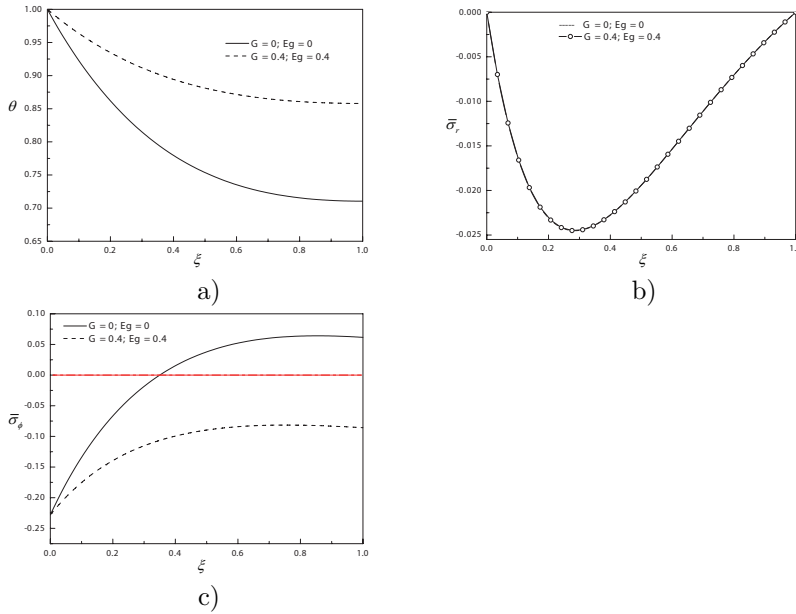 1.00
0.95
0.90
0.85
0.80
0.75
0.70
0.65
θ
G = 0; Eg = 0
G = 0.4; Eg = 0.4
0.0 0.2 0.4 0.6 0.8 1.0
ξ
a)
0.000
-0.005
-0.010
-0.015
-0.020
-0.025
σ̅r
G = 0; Eg = 0
G = 0.4; Eg = 0.4
0.0 0.2 0.4 0.6 0.8 1.0
ξ
b)
0.10
0.05
0.00
-0.05
-0.10
-0.15
-0.20
-0.25
σ̅ϕ
G = 0; Eg = 0
G = 0.4; Eg = 0.4
0.0 0.2 0.4 0.6 0.8 1.0
ξ
c)